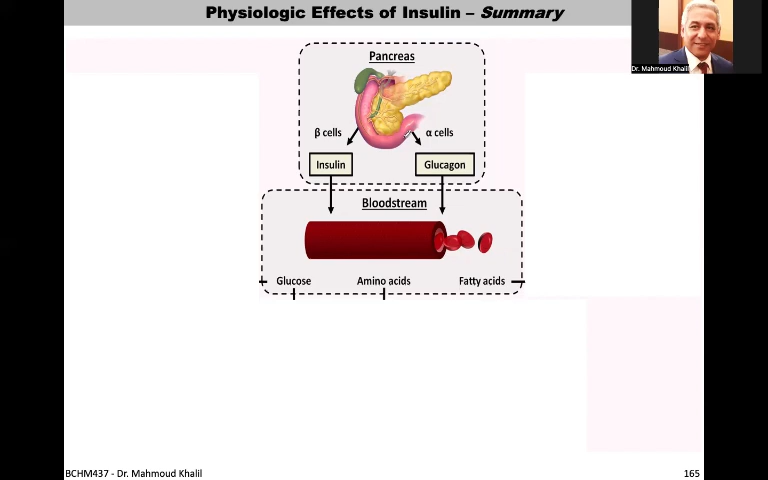 Physiologic Effects of Insulin – Summary
Dr. Mahmoud Khalil
Pancreas
β cells
α cells
Insulin
Glucagon
Bloodstream
Glucose
Amino acids
Fatty acids
BCHM437 - Dr. Mahmoud Khalil
165